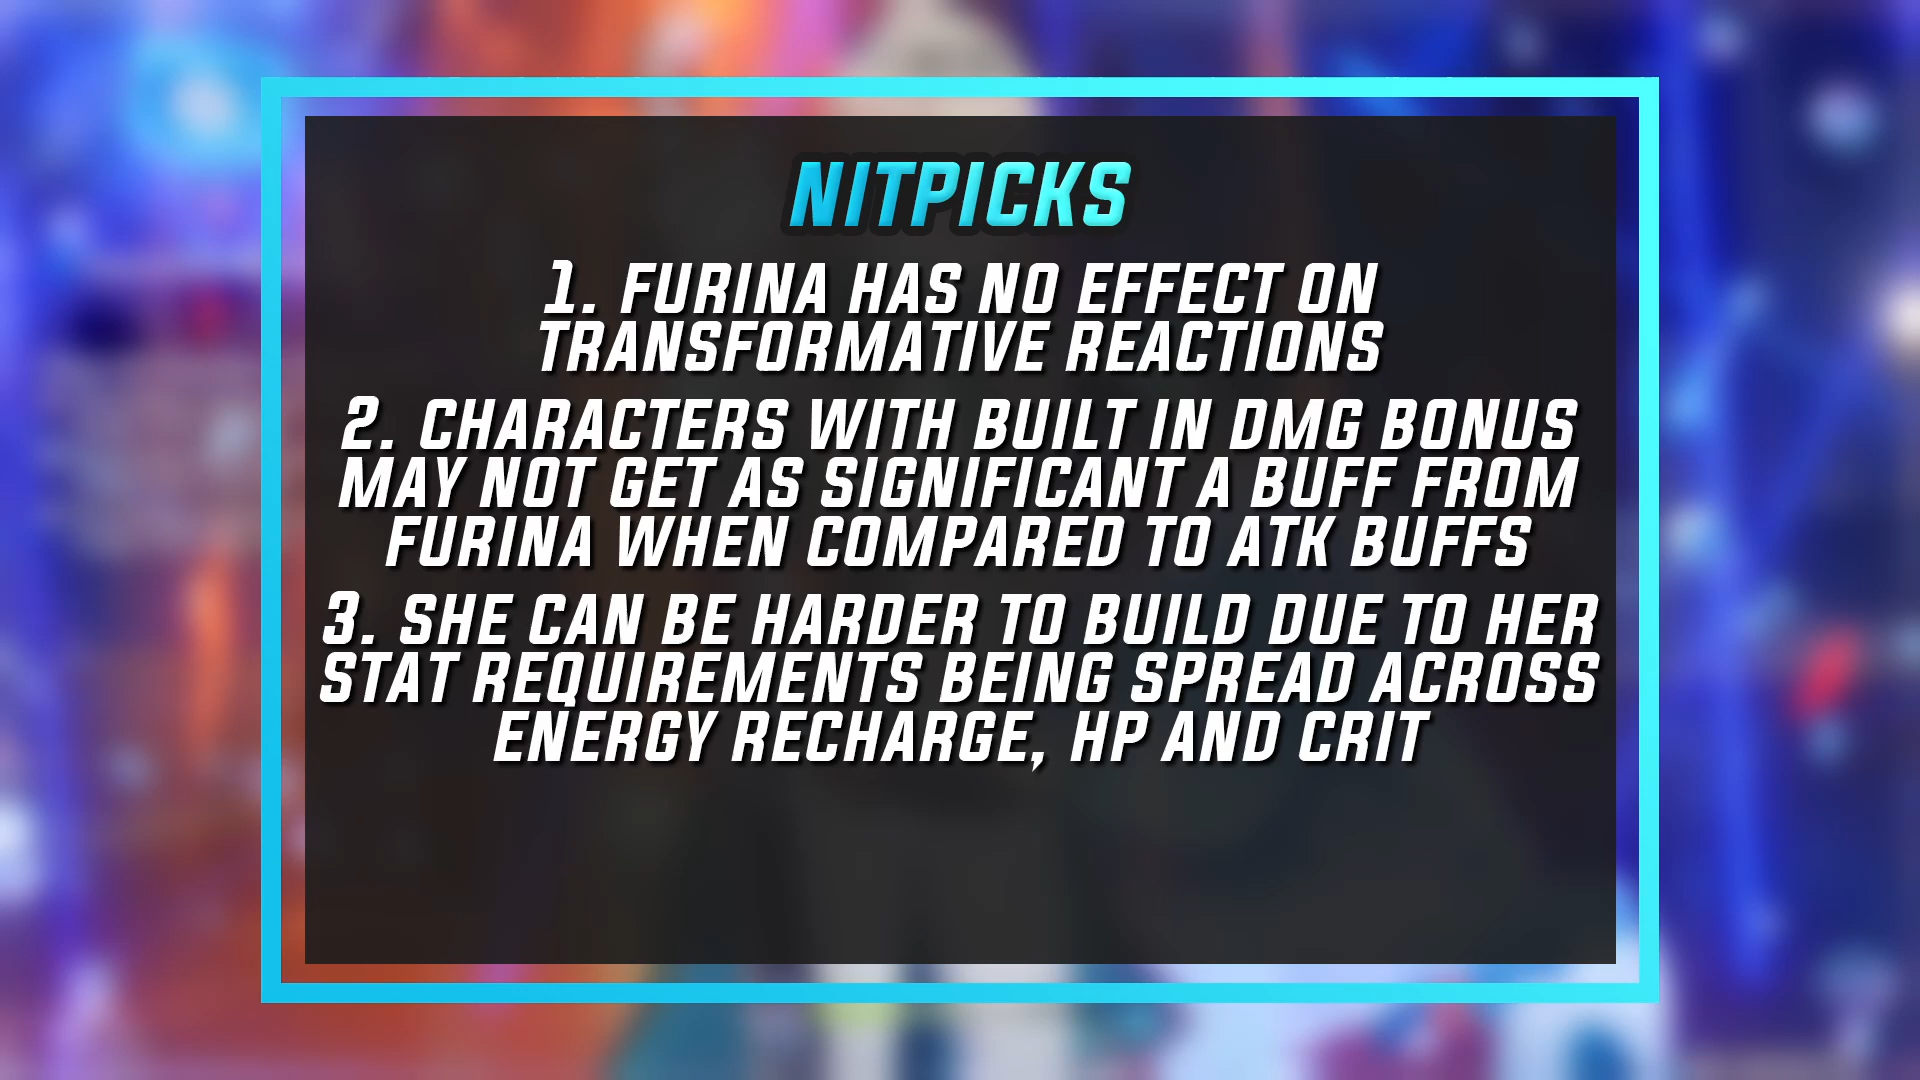 NITPICKS
1. FURINA HAS NO EFFECT ON
TRANSFORMATIVE REACTIONS
2. CHARACTERS WITH BUILT IN DMG BONUS
MAY NOT GET AS SIGNIFICANT A BUFF FROM
FURINA WHEN COMPARED TO ATK BUFFS
3. SHE CAN BE HARDER TO BUILD DUE TO HER
STAT REQUIREMENTS BEING SPREAD ACROSS
ENERGY RECHARGE, HP AND CRIT